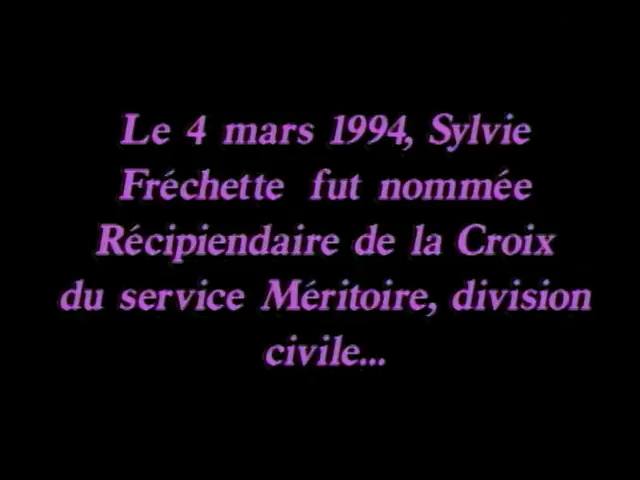 Le 4 mars 1994, Sylvie
Fréchette fut nommée
Récipiendaire de la Croix
du service Méritoire, division
civile...